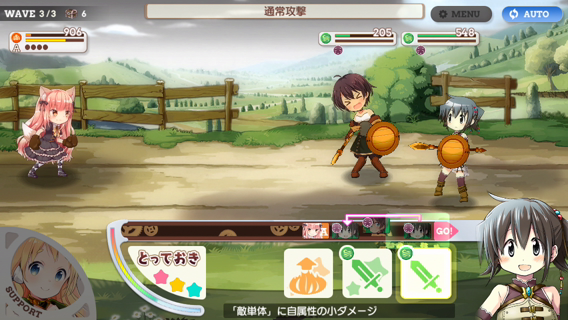 WAVE 3/3 6
通常攻撃
MENU
AUTO
906
A
205
548
A
GO!
とっておき
SUPPORT
「敵単体」に自属性の小ダメージ